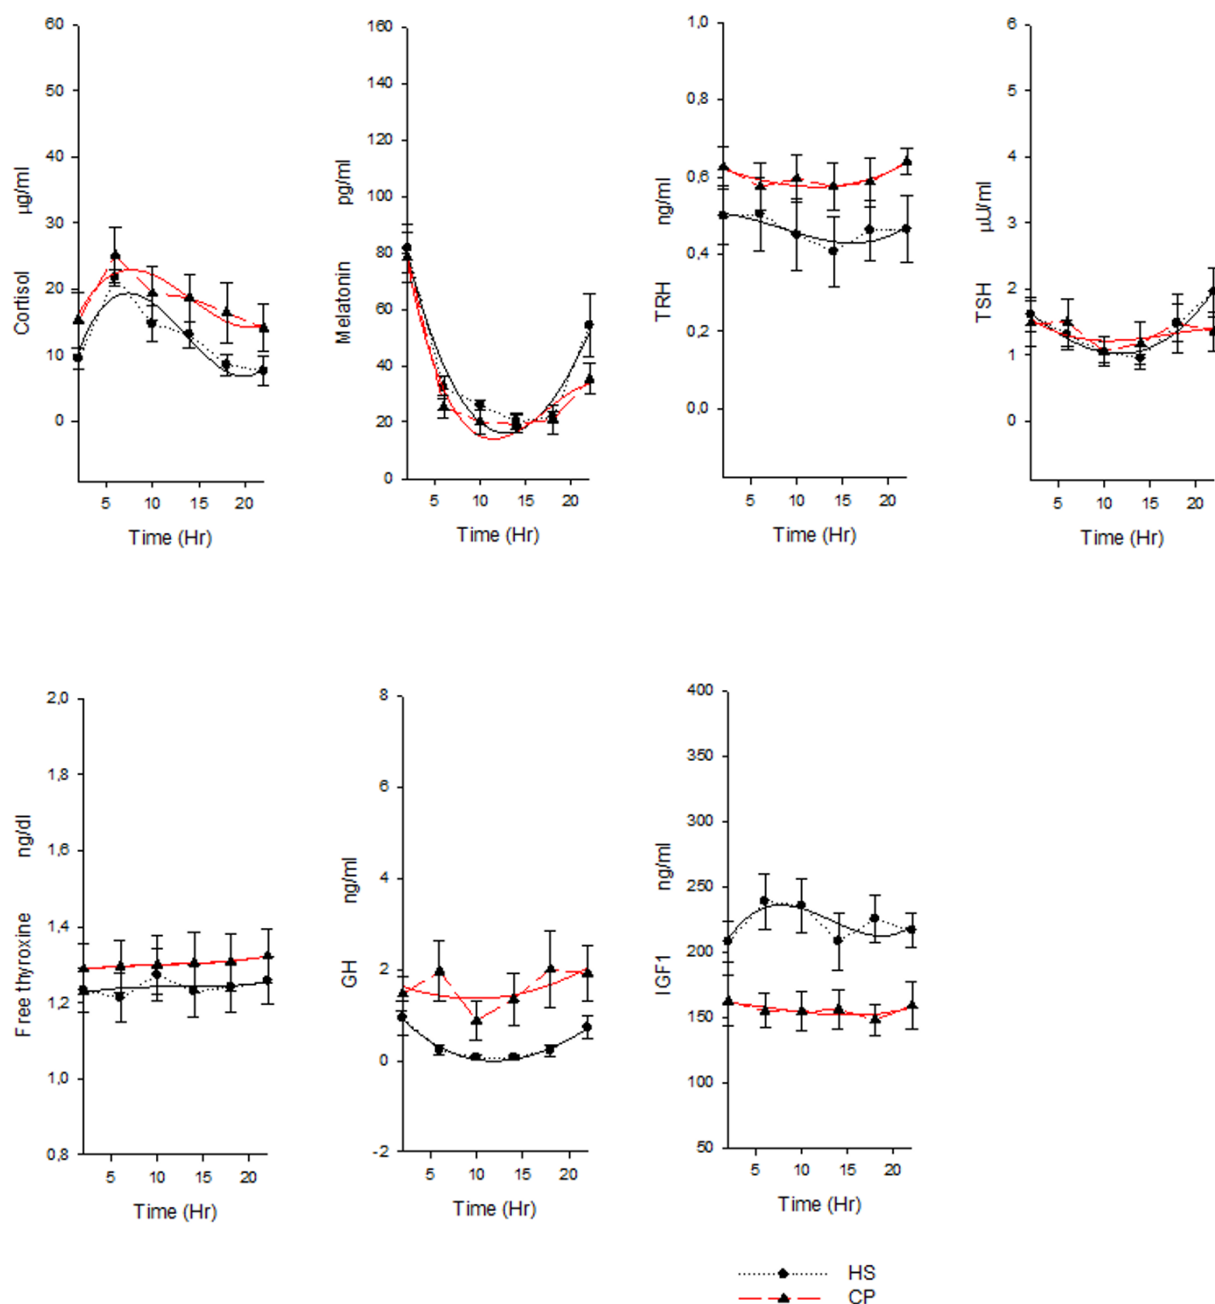 60
50
40
30
20
10
0
Cortisol µg/ml
5 10 15 20
Time (Hr)
160
140
120
100
80
60
40
20
0
Melatonin pg/ml
5 10 15 20
Time (Hr)
1,0
0,8
0,6
0,4
0,2
0,0
TRH ng/ml
5 10 15 20
Time (Hr)
6
5
4
3
2
1
0
TSH µU/ml
5 10 15 20
Time (Hr)
2,0
1,8
1,6
1.4
1.2
1,0
0,8
Free thyroxine ng/dl
5 10 15 20
Time (Hr)
8
6
4
2
0
-2
GH ng/ml
5 10 15 20
Time (Hr)
400
350
300
250
200
150
100
50
IGF1 ng/ml
5 10 15 20
Time (Hr)
HS
CP